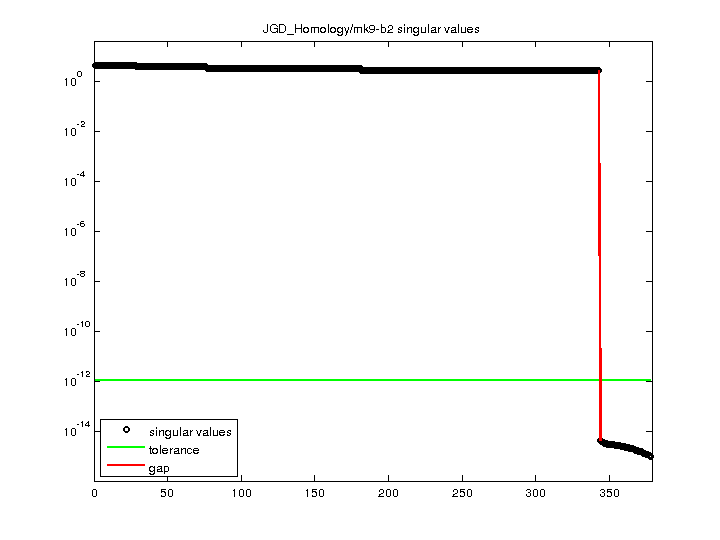 JGD_Homology/mk9-b2 singular values
10^0
10^-2
10^-4
10^-6
10^-8
10^-10
10^-12
10^-14
singular values
tolerance
gap
0 50 100 150 200 250 300 350